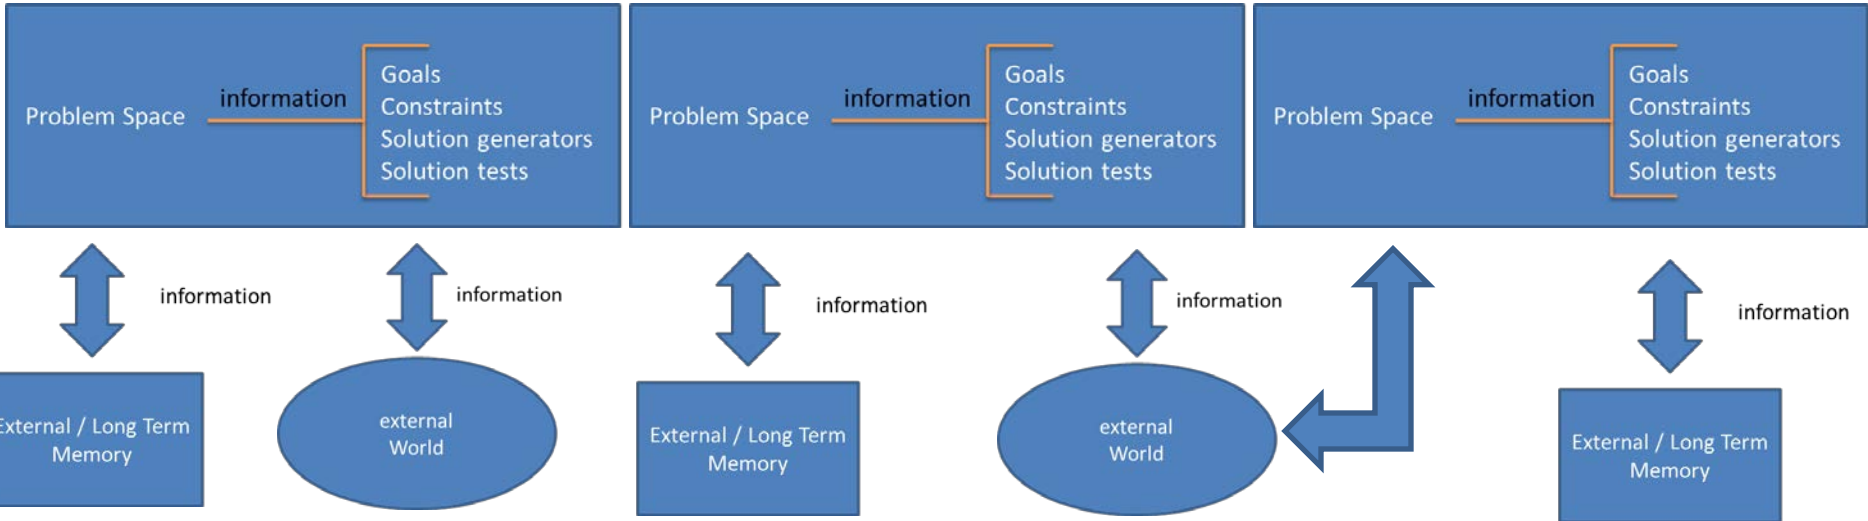 Problem Space
information
Goals
Constraints
Solution generators
Solution tests
Problem Space
information
Goals
Constraints
Solution generators
Solution tests
Problem Space
information
Goals
Constraints
Solution generators
Solution tests
information
information
information
information
information
External / Long Term
Memory
external
World
External / Long Term
Memory
external
World
External / Long Term
Memory